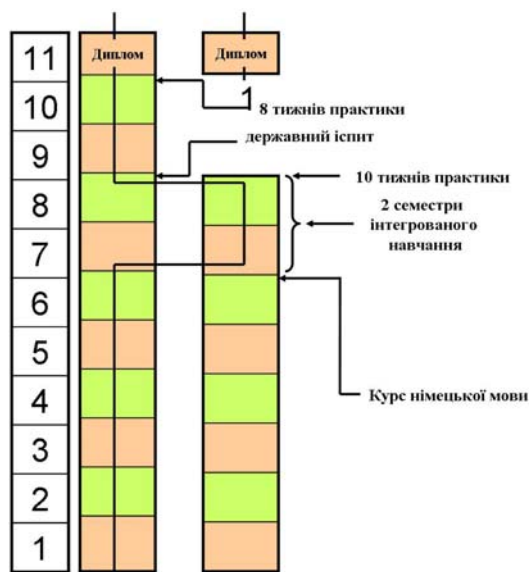 11
10
9
8
7
6
5
4
3
2
1
Диплом
Диплом
1
8 тижнів практики
державний іспит
10 тижнів практики
2 семестри
інтегрованого
навчання
Курс німецької мови